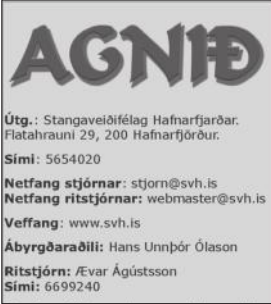 AGNIÐ
Útg.: Stangaveiðifélag Hafnarfjarðar.
Flatahrauni 29, 200 Hafnarfjörður.
Sími: 5654020
Netfang stjórnar: stjorn@svh.is
Netfang ritstjórnar: webmaster@svh.is
Veffang: www.svh.is
Ábyrgðaraðili: Hans Unnþór Ólason
Ritstjórn: Ævar Ágústsson
Sími: 6699240